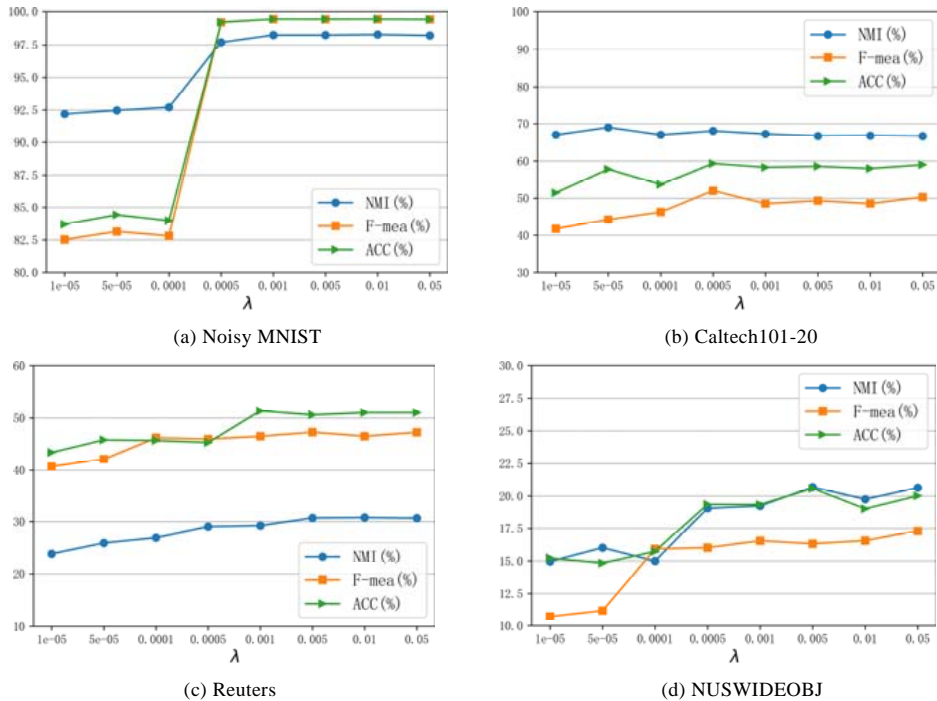 100.0
97.5
95.0
92.5
90.0
87.5
85.0
82.5
80.0
NMI(%)
F-mea(%)
ACC(%)
1e-05 5e-05 0.0001 0.0005 0.001 0.005 0.01 0.05
λ
(a) Noisy MNIST
100
90
80
70
60
50
40
30
NMI(%)
F-mea(%)
ACC(%)
1e-05 5e-05 0.0001 0.0005 0.001 0.005 0.01 0.05
λ
(b) Caltech101-20
60
50
40
30
20
10
NMI(%)
F-mea(%)
ACC(%)
1e-05 5e-05 0.0001 0.0005 0.001 0.005 0.01 0.05
λ
(c) Reuters
30.0
27.5
25.0
22.5
20.0
17.5
15.0
12.5
10.0
NMI(%)
F-mea(%)
ACC(%)
1e-05 5e-05 0.0001 0.0005 0.001 0.005 0.01 0.05
λ
(d) NUSWIDEOBJ